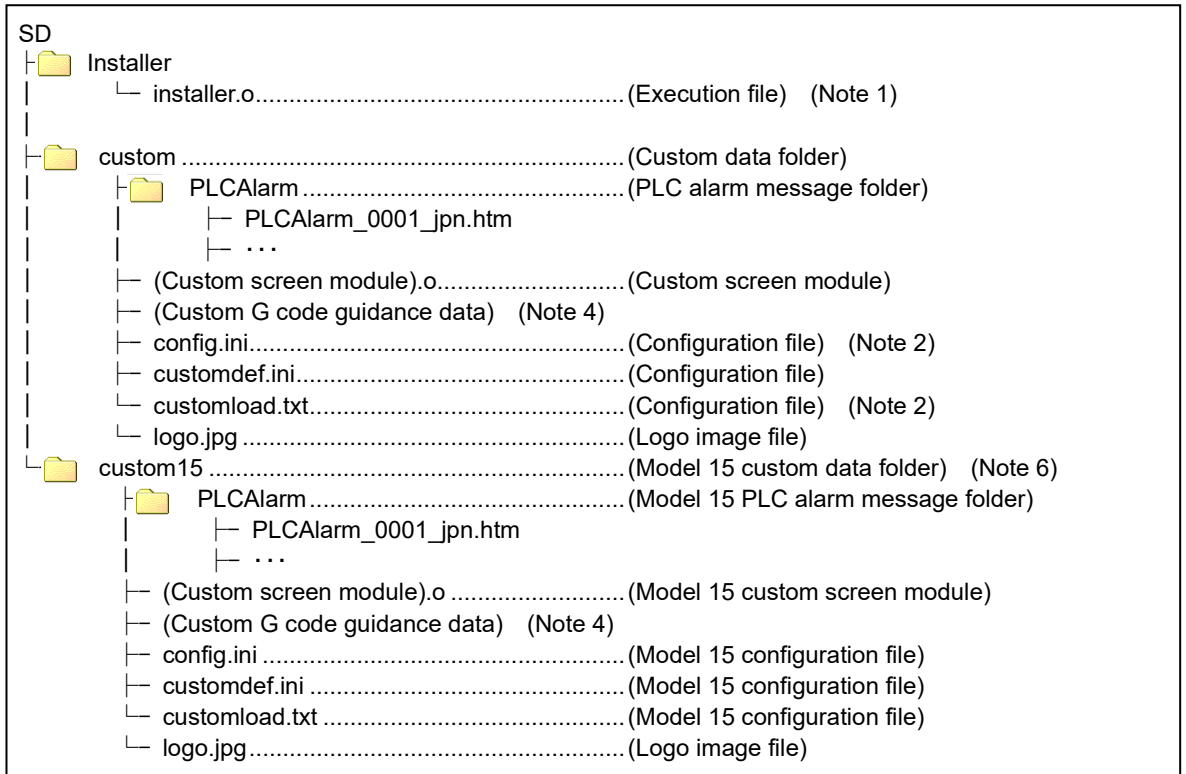 SD
Installer
installer.o........................................................(Execution file) (Note 1)
custom ...................................................................(Custom data folder)
PLCAlarm .................................................(PLC alarm message folder)
PLCAlarm_0001_jpn.htm
・・・
(Custom screen module).o............................(Custom screen module)
(Custom G code guidance data) (Note 4)
config.ini.........................................................(Configuration file) (Note 2)
customdef.ini..................................................(Configuration file)
customload.txt................................................(Configuration file) (Note 2)
logo.jpg ..........................................................(Logo image file)
custom15 ...............................................................(Model 15 custom data folder) (Note 6)
PLCAlarm ................................................(Model 15 PLC alarm message folder)
PLCAlarm_0001_jpn.htm
・・・
(Custom screen module).o ..........................(Model 15 custom screen module)
(Custom G code guidance data) (Note 4)
config.ini .......................................................(Model 15 configuration file)
customdef.ini ................................................(Model 15 configuration file)
customload.txt ..............................................(Model 15 configuration file)
logo.jpg.........................................................(Logo image file)